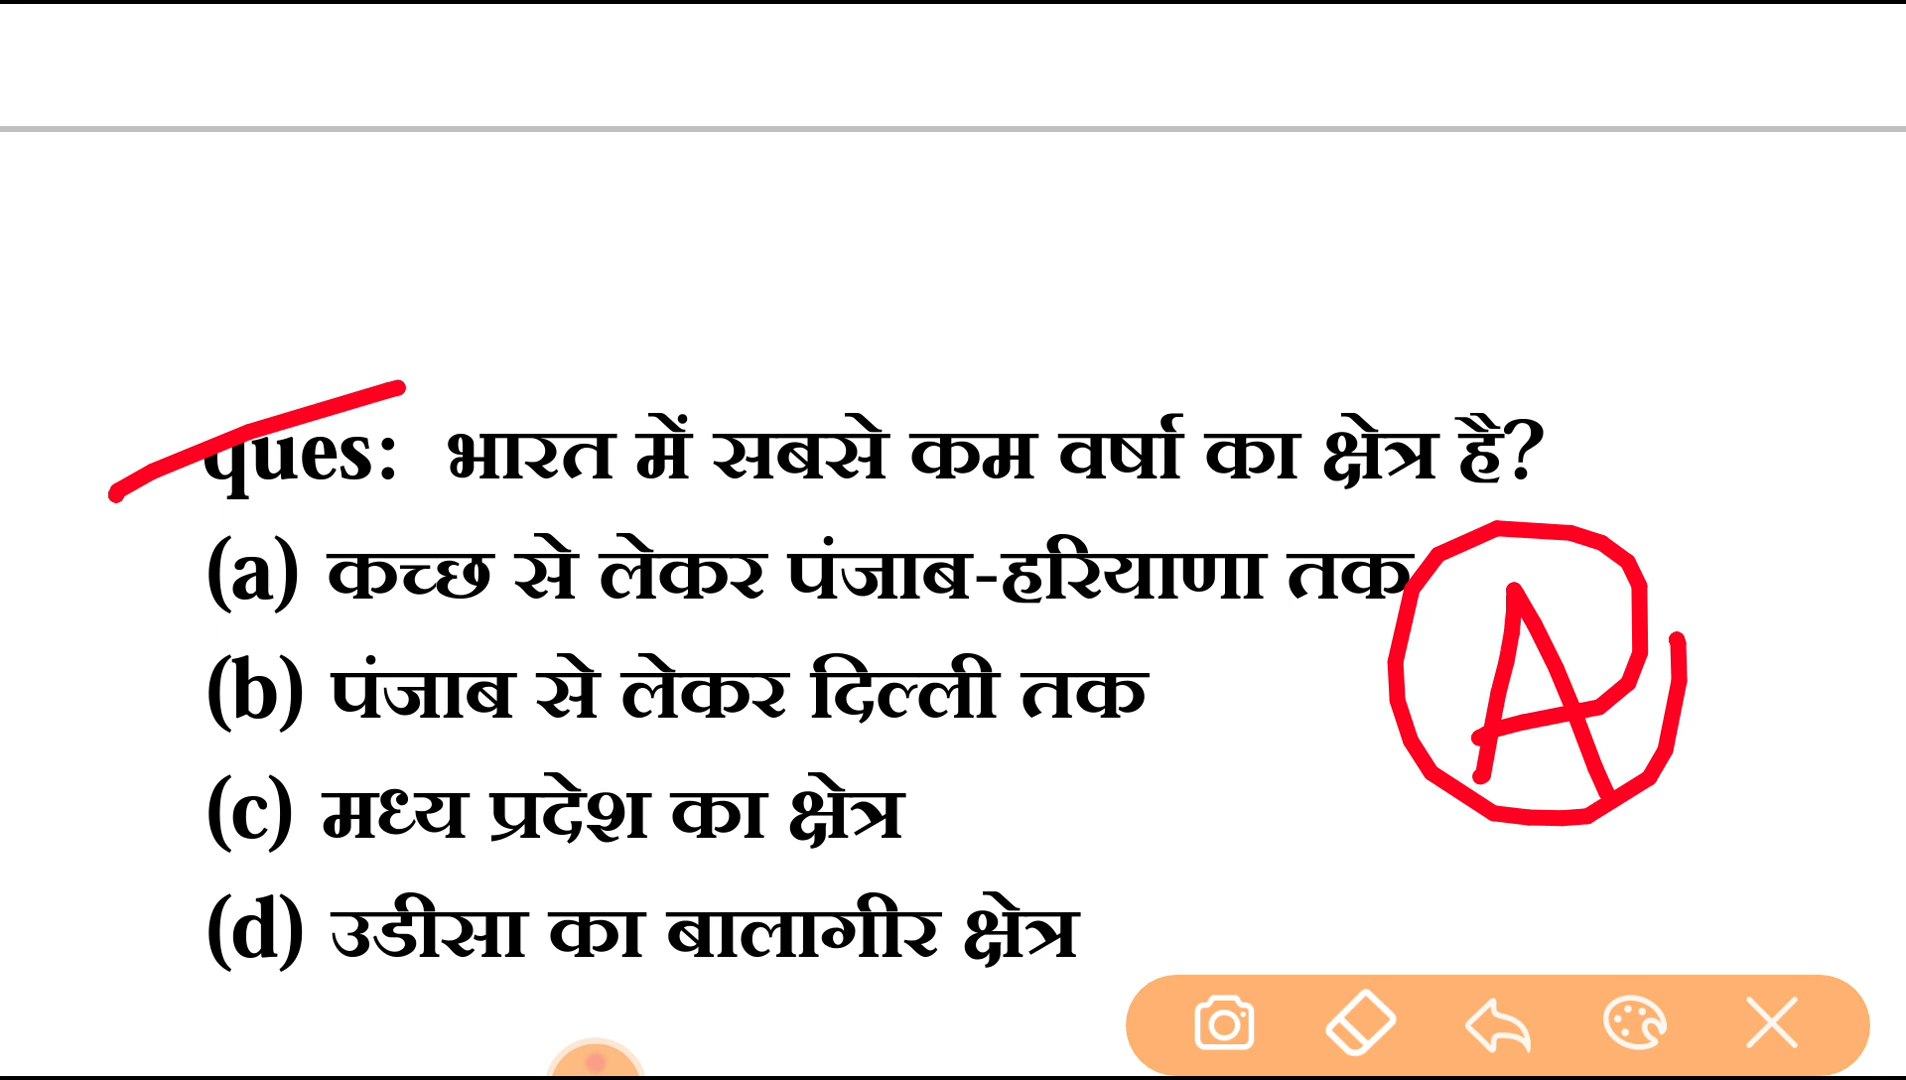 ques: भारत में सबसे कम वर्षा का क्षेत्र है?
(a) कच्छ से लेकर पंजाब-हरियाणा तक
A
(b) पंजाब से लेकर दिल्ली तक
(c) मध्य प्रदेश का क्षेत्र
(d) उडीसा का बालागीर क्षेत्र